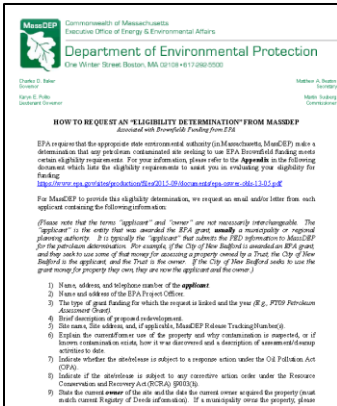 MassDEP
Commonwealth of Massachusetts
Executive Office of Energy & Environmental Affairs
Department of Environmental Protection
One Winter Street Boston, MA 02108 • 617-292-5500
Charles D. Baker
Governor
Karyn E. Polito
Lieutenant Governor
Matthew A. Beaton
Secretary
Martin Suuberg
Commissioner
HOW TO REQUEST AN "ELIGIBILITY DETERMINATION" FROM MASSDEP
Associated with Brownfields Funding from EPA
EPA requires that the appropriate state environmental authority (in Massachusetts, MassDEP) make a
determination that any petroleum contaminated site seeking to use EPA Brownfield funding meets
certain eligibility requirements. For your information, please refer to the Appendix in the following
document which lists the eligibility requirements to assist you in evaluating your eligibility for
funding:
For MassDEP to provide this eligibility determination, we request an email and/or letter from each
applicant containing the following information:
(Please note that the terms "applicant" and "owner" are not necessarily interchangeable. The
"applicant" is the entity that was awarded the EPA grant, usually a municipality or regional
planning authority. It is typically the "applicant" that submits the PED information to MassDEP
for the petroleum determination. For example, if the City of New Bedford is awarded an EPA grant,
and they seek to use some of that money for assessing a property owned by a Trust, the City of New
Bedford is the applicant, and the Trust is the owner. If the City of New Bedford seeks to use the
grant money for property they own, they are now the applicant and the owner.)
1) Name, address, and telephone number of the applicant.
2) Name and address of the EPA Project Officer.
3) The type of grant funding for which the request is linked and the year (E.g., FY09 Petroleum
Assessment Grant).
4) Brief description of proposed redevelopment.
5) Site name, Site address, and, if applicable, MassDEP Release Tracking Number(s).
6) Explain the current/former use of the property and why contamination is suspected, or if
known contamination exists, how it was discovered and a description of assessment/cleanup
activities to date.
7) Indicate whether the site/release is subject to a response action under the Oil Pollution Act
(OPA).
8) Indicate if the site/release is subject to any corrective action order under the Resource
Conservation and Recovery Act (RCRA) §9003(h).
9) State the current owner of the site and the date the current owner acquired the property (must
match current Registry of Deeds information). If a municipality owns the property, please